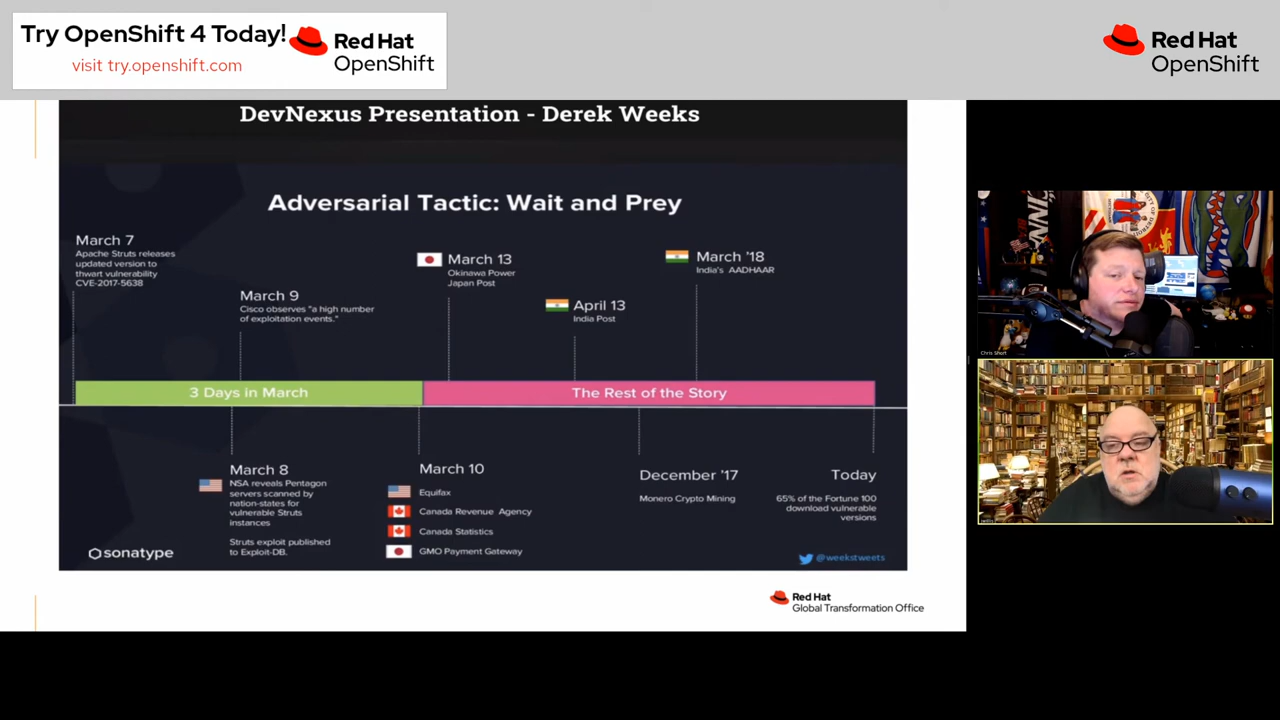 Try OpenShift 4 Today!
visit try.openshift.com
Red Hat
OpenShift
Red Hat
OpenShift
DevNexus Presentation - Derek Weeks
Adversarial Tactic: Wait and Prey
March 7
Apache Struts releases
updated version to
thwart vulnerability
CVE-2017-5638
March 9
Cisco observes "a high number
of exploitation events."
March 13
Okinawa Power
Japan Post
April 13
India Post
March '18
India's AADHAAR
3 Days in March
The Rest of the Story
March 8
NSA reveals Pentagon
servers scanned by
nation-states for
vulnerable Struts
instances
Struts exploit published
to Exploit-DB.
March 10
Equifax
Canada Revenue Agency
Canada Statistics
GMO Payment Gateway
December '17
Monero Crypto Mining
Today
65% of the Fortune 100
download vulnerable
versions
sonatype
@weekstweets
Red Hat
Global Transformation Office
Chris Short